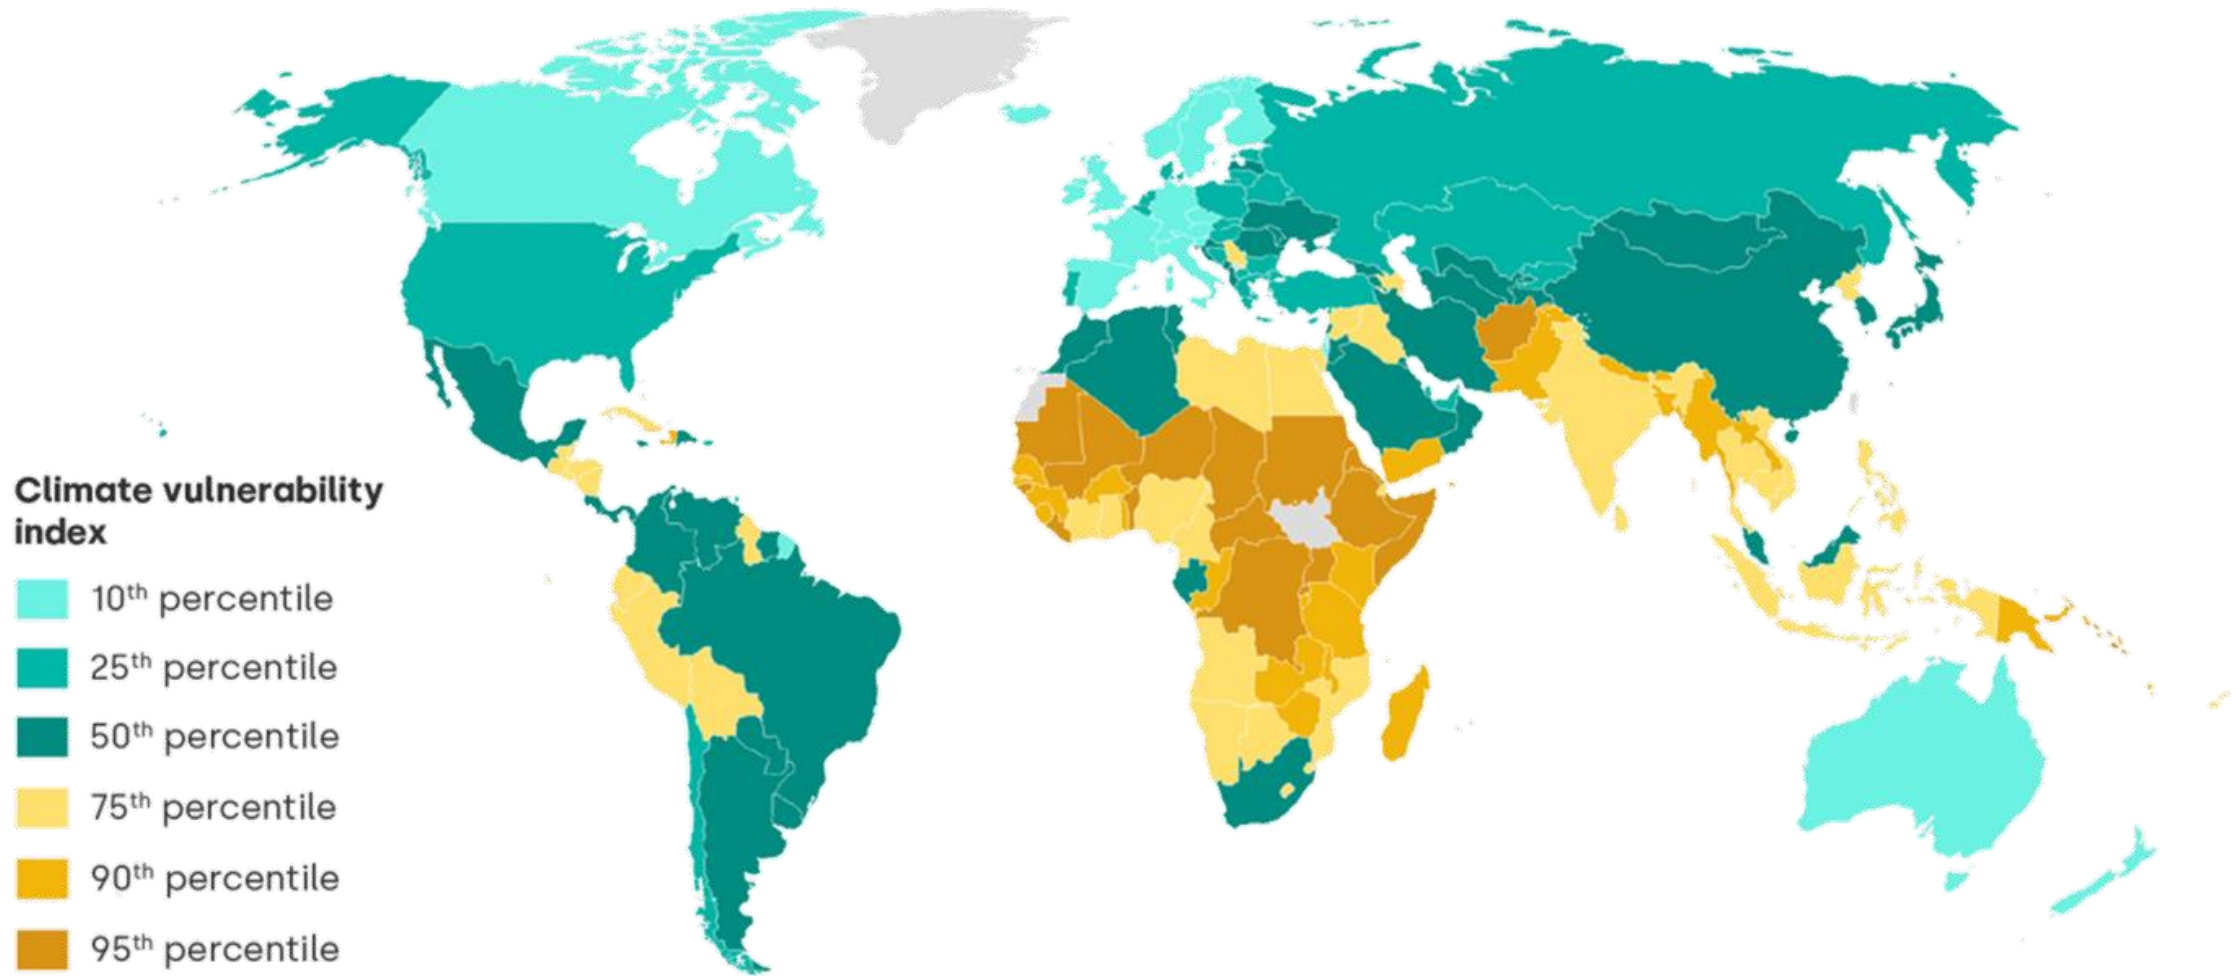 Climate vulnerability
index
10th percentile
25th percentile
50th percentile
75th percentile
90th percentile
95th percentile